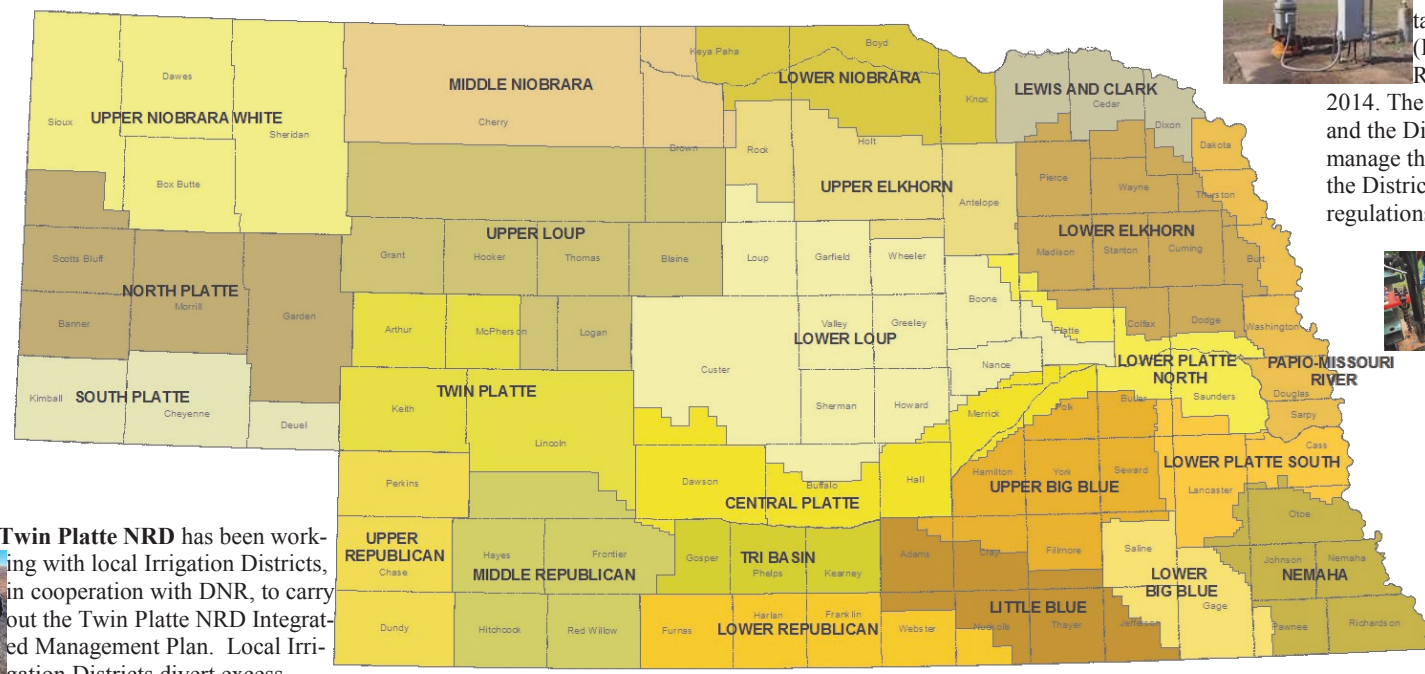 ta
(I
R
2014. The
and the Di
manage th
the Distric
regulation
Keya Paha
Boyd
Dawes
MIDDLE NIOBRARA
LOWER NIOBRARA
LEWIS AND CLARK
Knox
Cedar
Sioux
UPPER NIOBRARA WHITE
Sheridan
Cherry
Dixon
Brown
Rock
Holt
Dakota
Box Butte
UPPER ELKHORN
Antelope
Pierce
Wayne
Thurston
LOWER ELKHORN
UPPER LOUP
Scotts Bluff
Grant
Hooker
Thomas
Blaine
Loup
Garfield
Wheeler
Madison
Stanton
Cuming
Burt
NORTH PLATTE
Morrill
Garden
Boone
Banner
Arthur
McPherson
Logan
Valley
Greeley
Platte
Colfax
Dodge
Washington
LOWER LOUP
LOWER PLATTE
NORTH
PAPIO-MISSOURI
RIVER
Custer
Nance
Kimball
SOUTH PLATTE
Cheyenne
TWIN PLATTE
Keith
Sherman
Howard
Merrick
Polk
Butler
Saunders
Douglas
Sarpy
Deuel
Lincoln
Cass
LOWER PLATTE SOUTH
Perkins
Dawson
Buffalo
Hall
Hamilton
York
Seward
Lancaster
CENTRAL PLATTE
UPPER BIG BLUE
Otoe
UPPER
REPUBLICAN
Chase
Hayes
Frontier
MIDDLE REPUBLICAN
Gosper
TRI BASIN
Phelps
Kearney
Adams
Clay
Fillmore
Saline
LOWER
BIG BLUE
Gage
Johnson
Nemaha
NEMAHA
Dundy
Hitchcock
Red Willow
Furnas
Harlan
Franklin
LOWER REPUBLICAN
Webster
Nuckolls
LITTLE BLUE
Thayer
Jefferson
Pawnee
Richardson
Twin Platte NRD has been work-
ing with local Irrigation Districts,
in cooperation with DNR, to carry
out the Twin Platte NRD Integrat-
ed Management Plan. Local Irri-
gation Districts divert excess